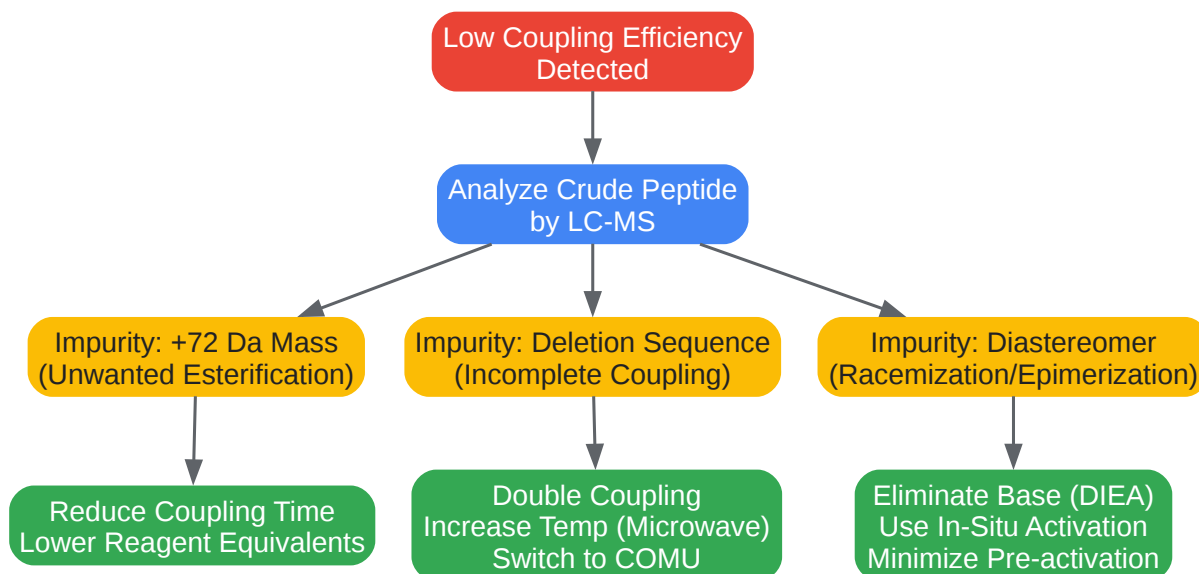 Low Coupling Efficiency
Detected
Analyze Crude Peptide
by LC-MS
Impurity: +72 Da Mass
(Unwanted Esterification)
Impurity: Deletion Sequence
(Incomplete Coupling)
Impurity: Diastereomer
(Racemization/Epimerization)
Reduce Coupling Time
Lower Reagent Equivalents
Double Coupling
Increase Temp (Microwave)
Switch to COMU
Eliminate Base (DIEA)
Use In-Situ Activation
Minimize Pre-activation